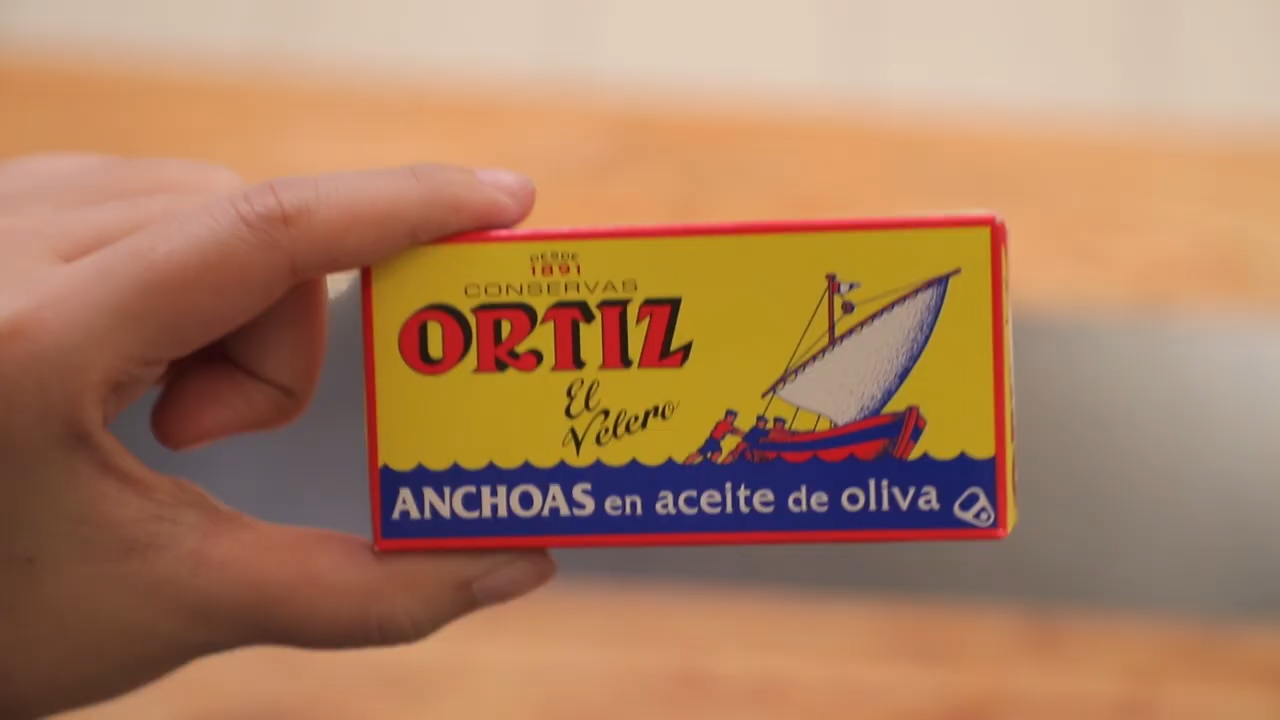 DESDE
1891
CONSERVAS
ORTIZ
El
Velero
ANCHOAS en aceite de oliva